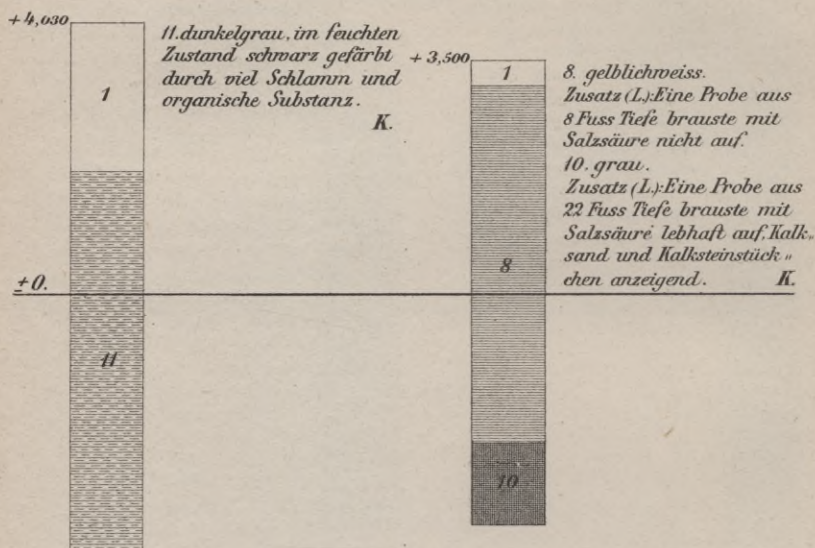 + 4,030
11. dunkelgrau, im feuchten
Zustand schwarz gefärbt
durch viel Schlamm und
organische Substanz.
K.
1
11
+ 3,500
1
8
10
8. gelblichweiss.
Zusatz (L.): Eine Probe aus
8 Fuss Tiefe brauste mit
Salzsäure nicht auf.
10. grau.
Zusatz (L.): Eine Probe aus
22 Fuss Tiefe brauste mit
Salzsäure lebhaft auf, Kalk„
sand und Kalksteinstück„
chen anzeigend. K.
±0.